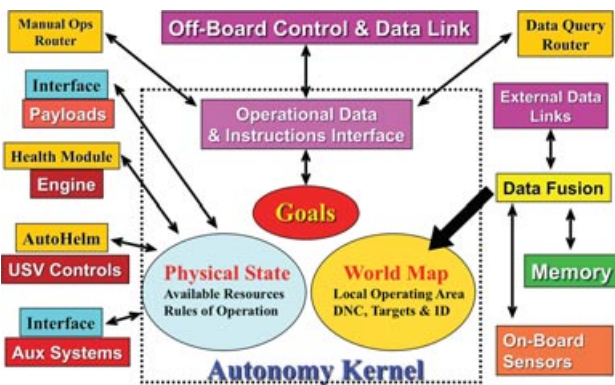 Manual Ops
Router
Off-Board Control & Data Link
Data Query
Router
Interface
Payloads
Operational Data
& Instructions Interface
External Data
Links
Health Module
Engine
Goals
Data Fusion
AutoHelm
USV Controls
Physical State
Available Resources
Rules of Operation
World Map
Local Operating Area
DNC, Targets & ID
Memory
Interface
Aux Systems
On-Board
Sensors
Autonomy Kernel